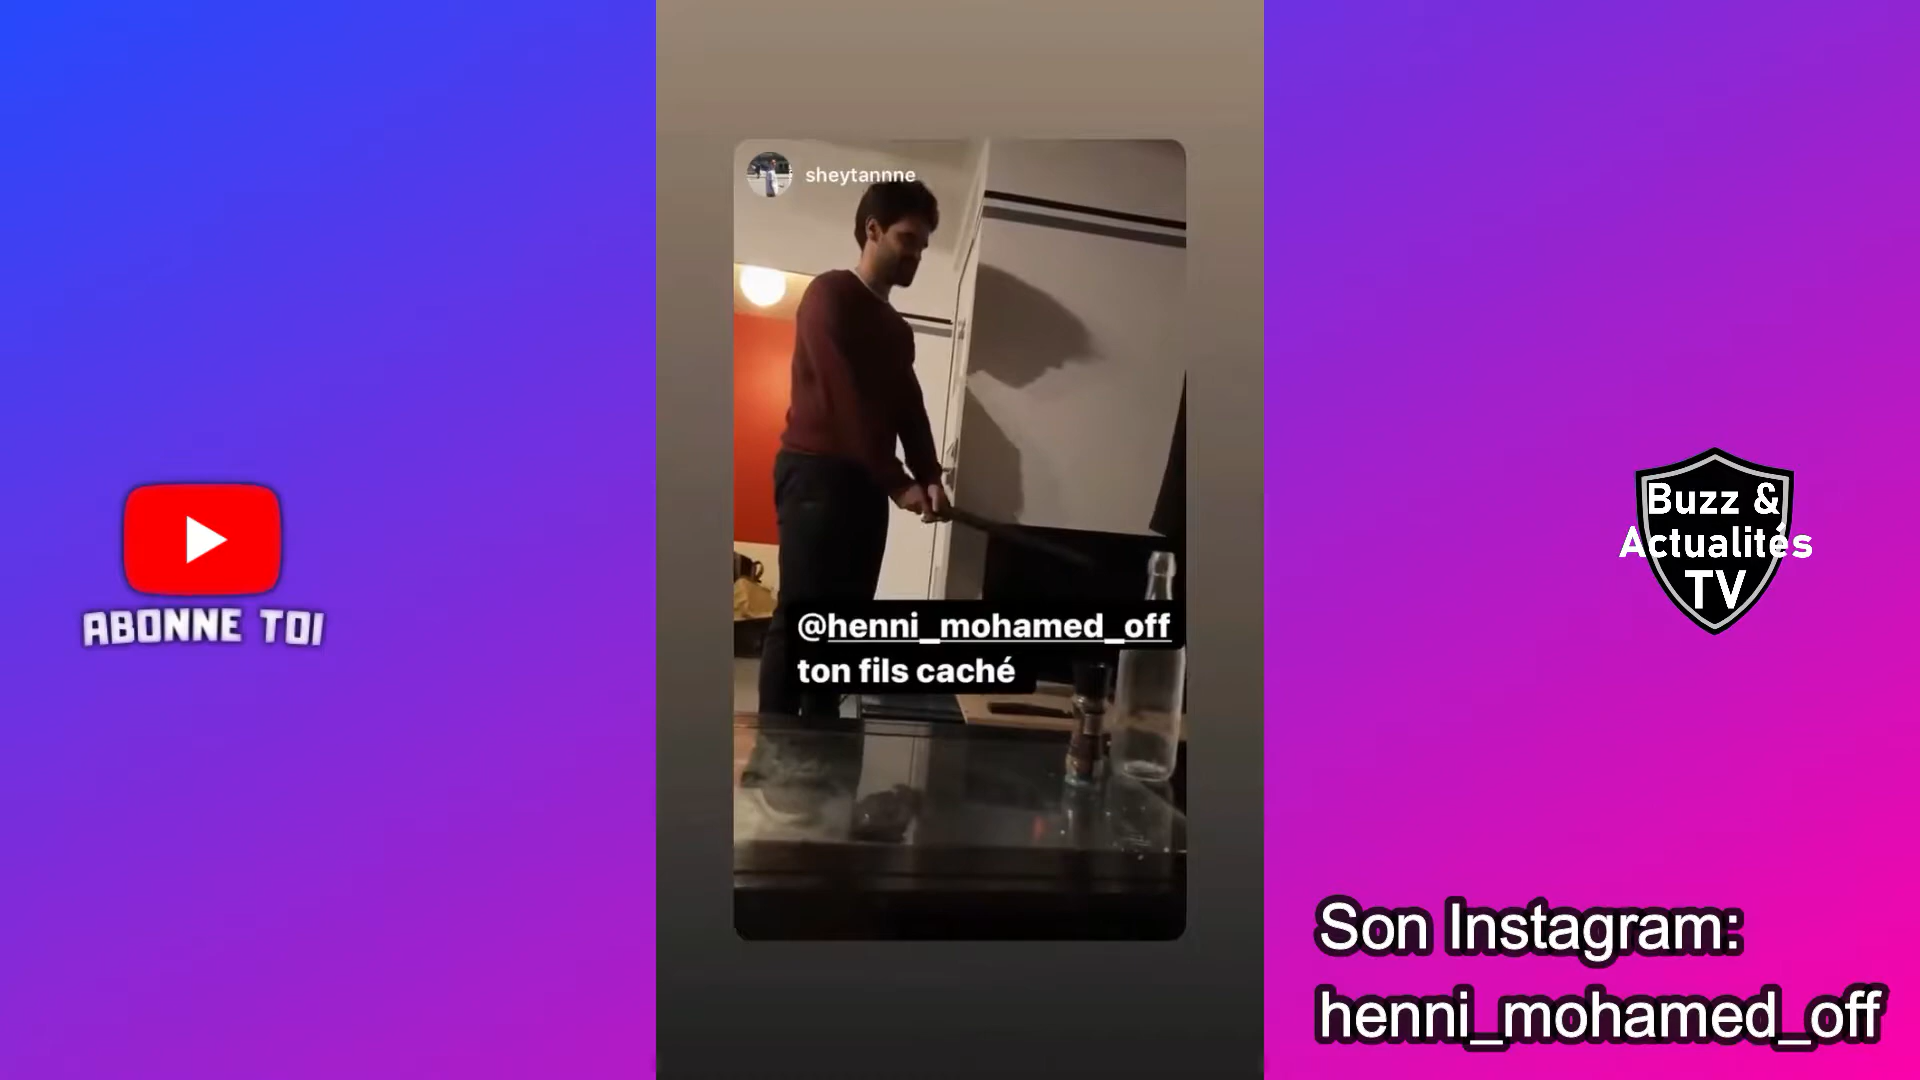 sheytannne
@henni_mohamed_off
ton fils caché
ABONNE TOI
Buzz &
Actualités
TV
Son Instagram:
henni_mohamed_off